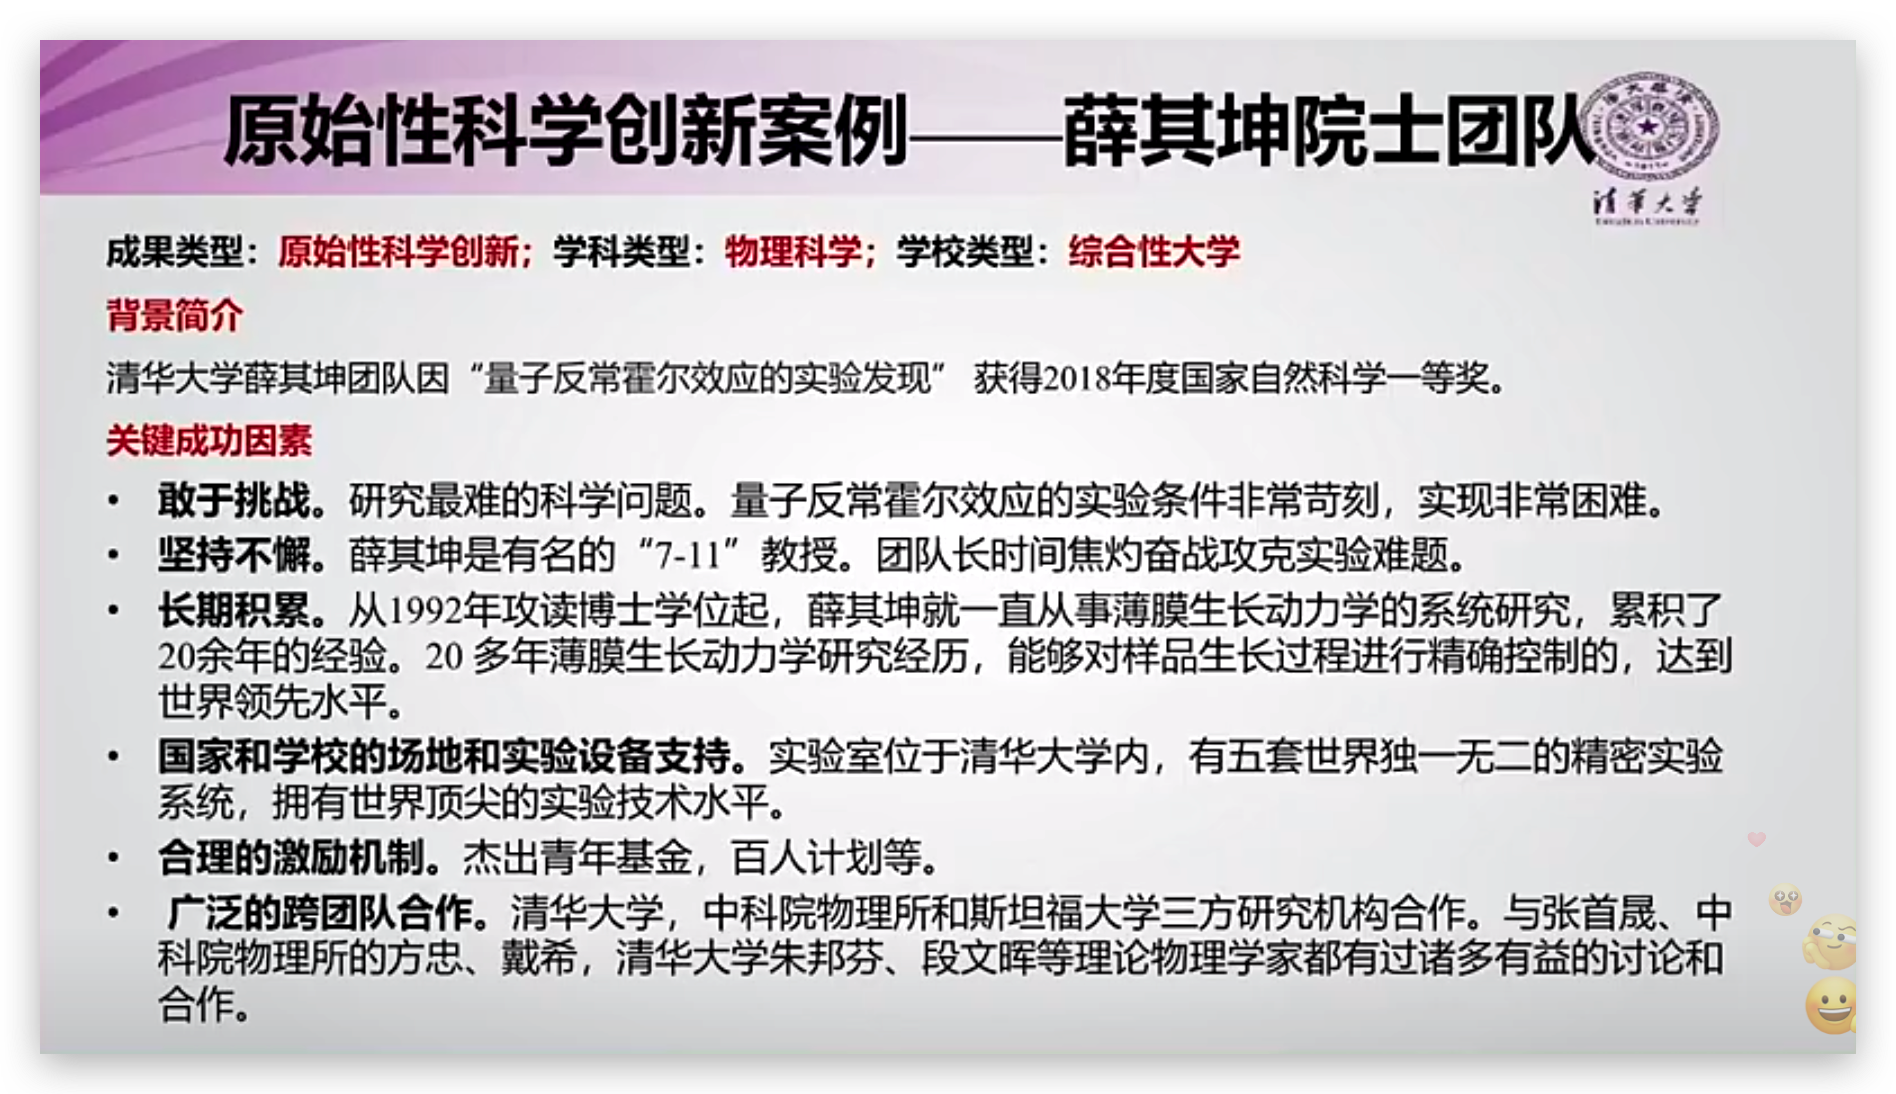 原始性科学创新案例——薛其坤院士团队
清华大学
Tsinghua University
成果类型：原始性科学创新；学科类型：物理科学；学校类型：综合性大学
背景简介
清华大学薛其坤团队因“量子反常霍尔效应的实验发现” 获得2018年度国家自然科学一等奖。
关键成功因素
• 敢于挑战。研究最难的科学问题。量子反常霍尔效应的实验条件非常苛刻，实现非常困难。
• 坚持不懈。薛其坤是有名的“7-11”教授。团队长时间焦灼奋战攻克实验难题。
• 长期积累。从1992年攻读博士学位起，薛其坤就一直从事薄膜生长动力学的系统研究，累积了
20余年的经验。20 多年薄膜生长动力学研究经历，能够对样品生长过程进行精确控制的，达到
世界领先水平。
• 国家和学校的场地和实验设备支持。实验室位于清华大学内，有五套世界独一无二的精密实验
系统，拥有世界顶尖的实验技术水平。
• 合理的激励机制。杰出青年基金，百人计划等。
• 广泛的跨团队合作。清华大学，中科院物理所和斯坦福大学三方研究机构合作。与张首晟、中
科院物理所的方忠、戴希，清华大学朱邦芬、段文晖等理论物理学家都有过诸多有益的讨论和
合作。